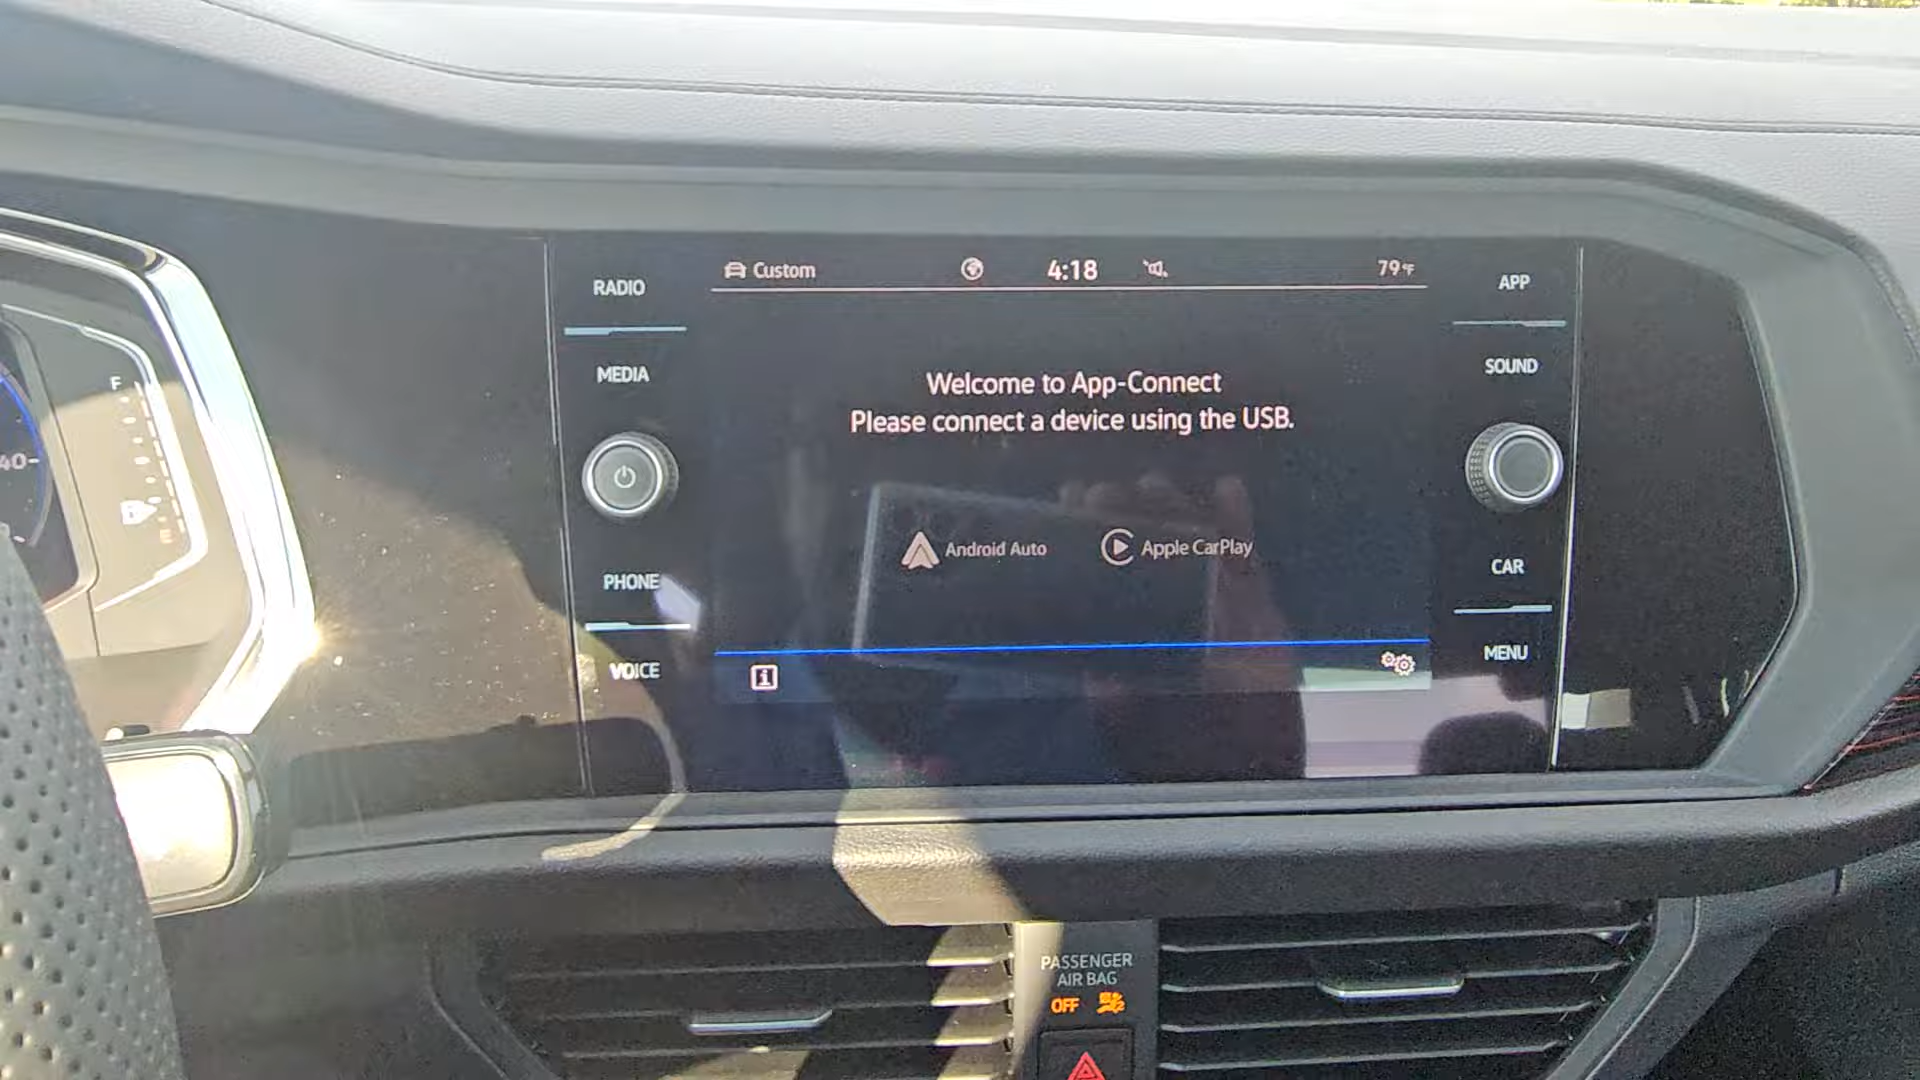 Custom
4:18
79°F
RADIO
MEDIA
PHONE
VOICE
Welcome to App-Connect
Please connect a device using the USB.
Android Auto
Apple CarPlay
i
APP
SOUND
CAR
MENU
F
40
PASSENGER
AIR BAG
OFF